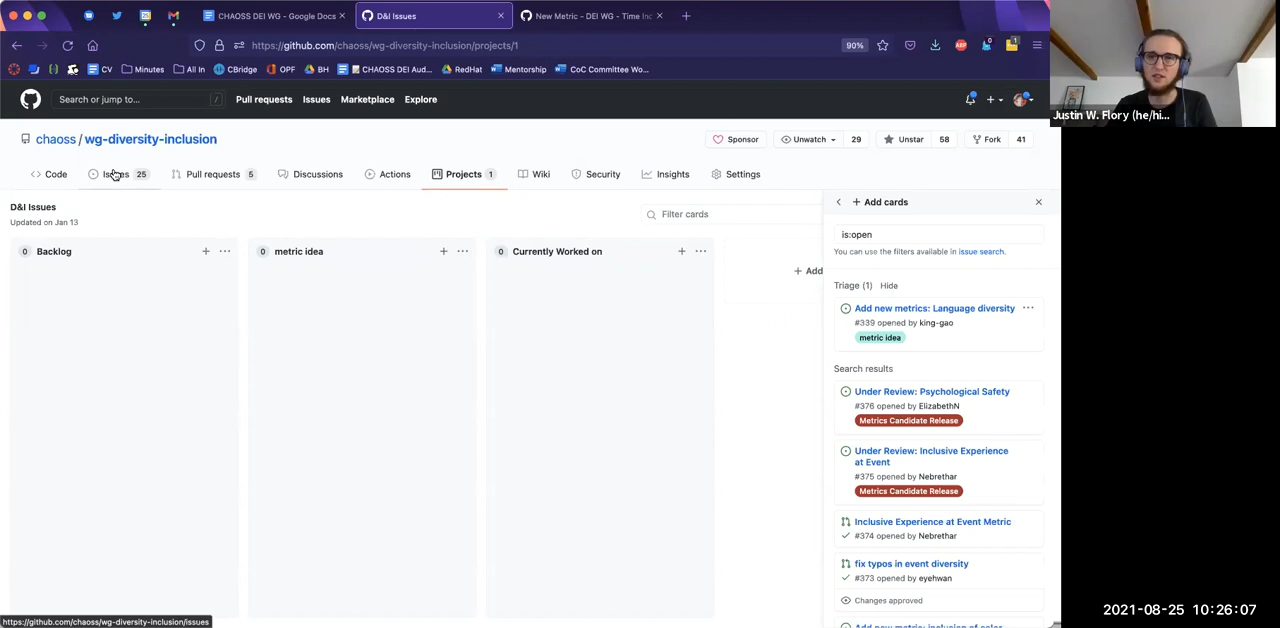 CHAOSS DEI WG - Google Docs
D&I Issues
New Metric - DEI WG - Time Inc
https://github.com/chaoss/wg-diversity-inclusion/projects/1
90%
CV
Minutes
All In
CBridge
OPF
BH
CHAOSS DEI Aud...
RedHat
Mentorship
CoC Committee Wo...
Justin W. Flory (he/hi...
Search or jump to...
/
Pull requests
Issues
Marketplace
Explore
chaoss / wg-diversity-inclusion
Sponsor
Unwatch
29
Unstar
58
Fork
41
Code
Issues 25
Pull requests 5
Discussions
Actions
Projects 1
Wiki
Security
Insights
Settings
D&I Issues
Updated on Jan 13
Filter cards
+ Add cards
0 Backlog
0 metric idea
0 Currently Worked on
+ Add
is:open
You can use the filters available in issue search.
Triage (1) Hide
Add new metrics: Language diversity
#339 opened by king-gao
metric idea
Search results
Under Review: Psychological Safety
#376 opened by ElizabethN
Metrics Candidate Release
Under Review: Inclusive Experience
at Event
#375 opened by Nebrethar
Metrics Candidate Release
Inclusive Experience at Event Metric
#374 opened by Nebrethar
fix typos in event diversity
#373 opened by eyehwan
Changes approved
Add new metric: inclusion of color
https://github.com/chaoss/wg-diversity-inclusion/issues
2021-08-25 10:26:07